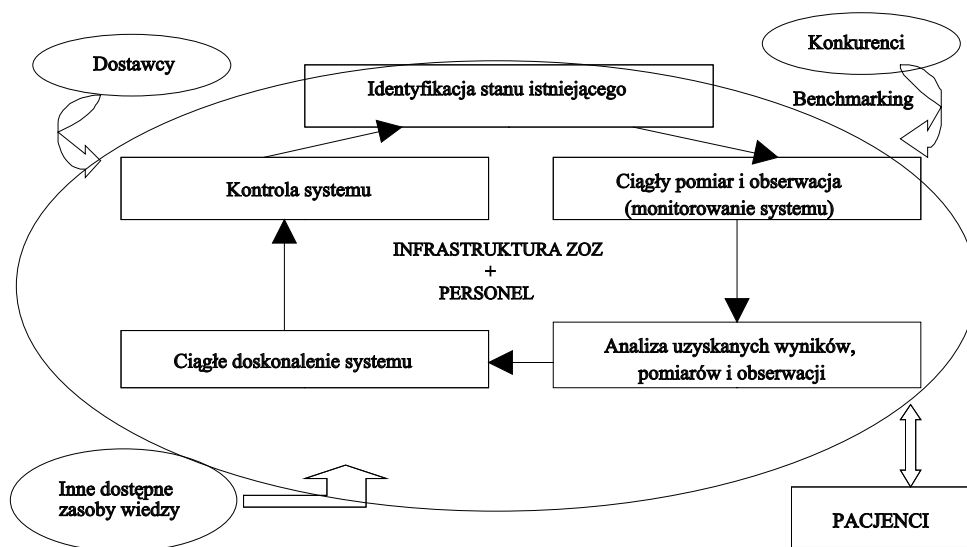 Dostawcy
Konkurenci
Identyfikacja stanu istniejącego
Benchmarking
Kontrola systemu
Ciągły pomiar i obserwacja
(monitorowanie systemu)
INFRASTRUKTURA ZOZ
+
PERSONEL
Ciągłe doskonalenie systemu
Analiza uzyskanych wyników,
pomiarów i obserwacji
Inne dostępne
zasoby wiedzy
PACJENCI